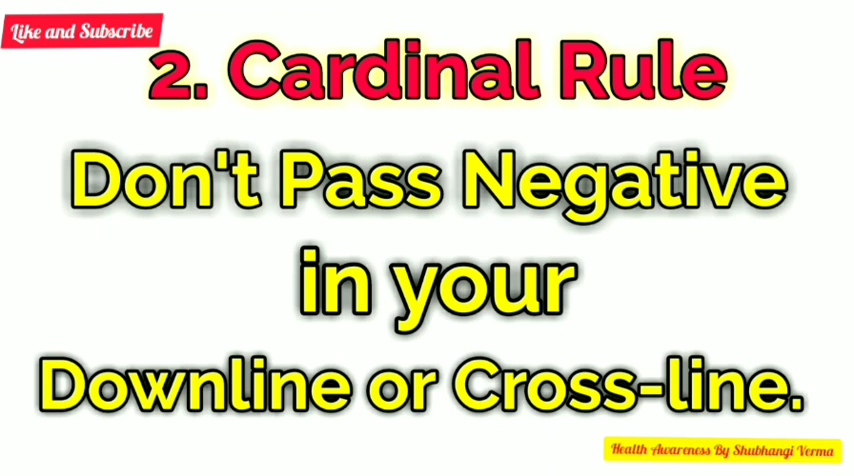 Like and Subscribe
2. Cardinal Rule
Don't Pass Negative
in your
Downline or Cross-line.
Health Awareness By Shubhangi Verma